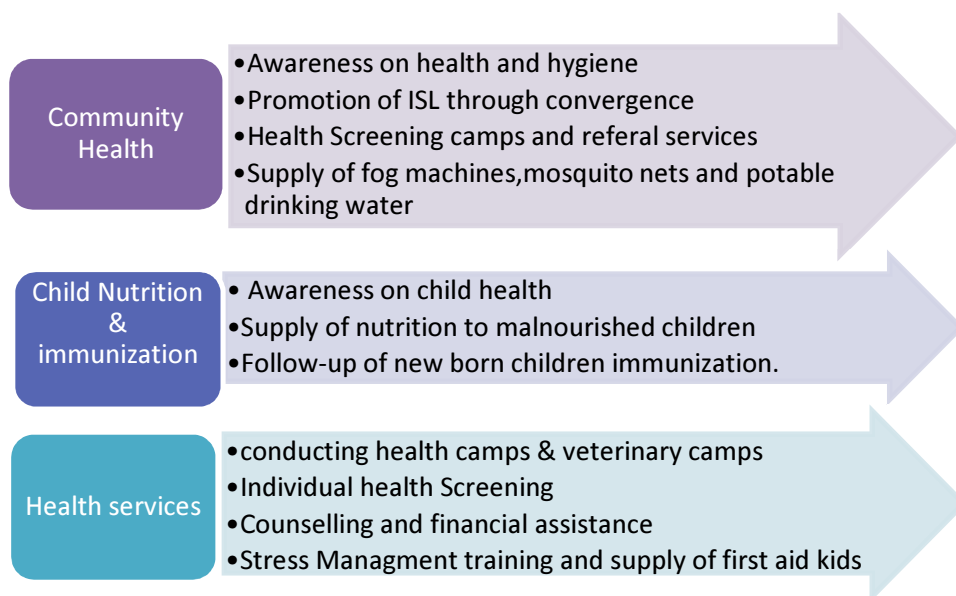 Community
Health
•Awareness on health and hygiene
•Promotion of ISL through convergence
•Health Screening camps and referal services
•Supply of fog machines,mosquito nets and potable
drinking water
Child Nutrition
&
immunization
• Awareness on child health
•Supply of nutrition to malnourished children
•Follow-up of new born children immunization.
Health services
•conducting health camps & veterinary camps
•Individual health Screening
•Counselling and financial assistance
•Stress Managment training and supply of first aid kids